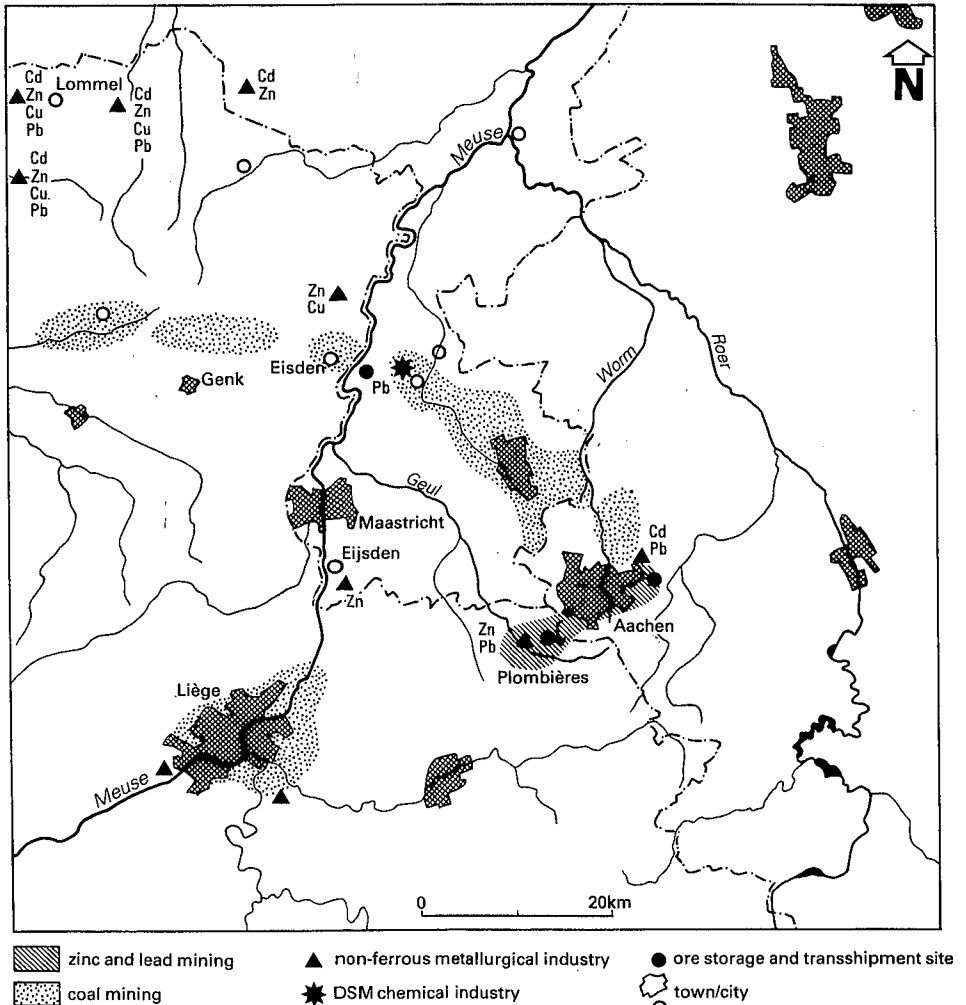 Cd
Zn
Cu
Pb
Lommel
Cd
Zn
Cu
Pb
Cd
Zn
N
Meuse
Cd
Zn
Cu.
Pb
Zn
Cu
Eisden
Pb
Genk
Worm
Roer
Geul
Maastricht
Cd
Pb
Eijsden
Zn
Zn
Pb
Aachen
Plombières
Liège
Meuse
0 20km
zinc and lead mining
non-ferrous metallurgical industry
ore storage and transshipment site
coal mining
DSM chemical industry
town/city